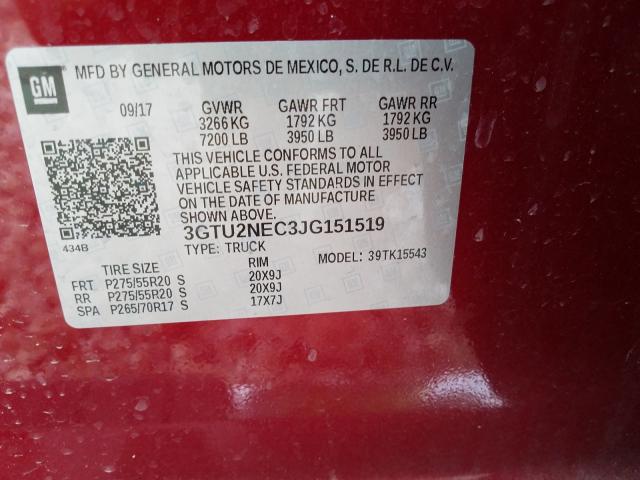 GM
MFD BY GENERAL MOTORS DE MEXICO, S. DE R.L. DE C.V.
09/17 GVWR GAWR FRT GAWR RR
3266 KG 1792 KG 1792 KG
7200 LB 3950 LB 3950 LB
THIS VEHICLE CONFORMS TO ALL
APPLICABLE U.S. FEDERAL MOTOR
VEHICLE SAFETY STANDARDS IN EFFECT
ON THE DATE OF MANUFACTURE
SHOWN ABOVE.
434B 3GTU2NEC3JG151519
TYPE: TRUCK
TIRE SIZE RIM MODEL: 39TK15543
FRT P275/55R20 S 20X9J
RR P275/55R20 S 20X9J
SPA P265/70R17 S 17X7J